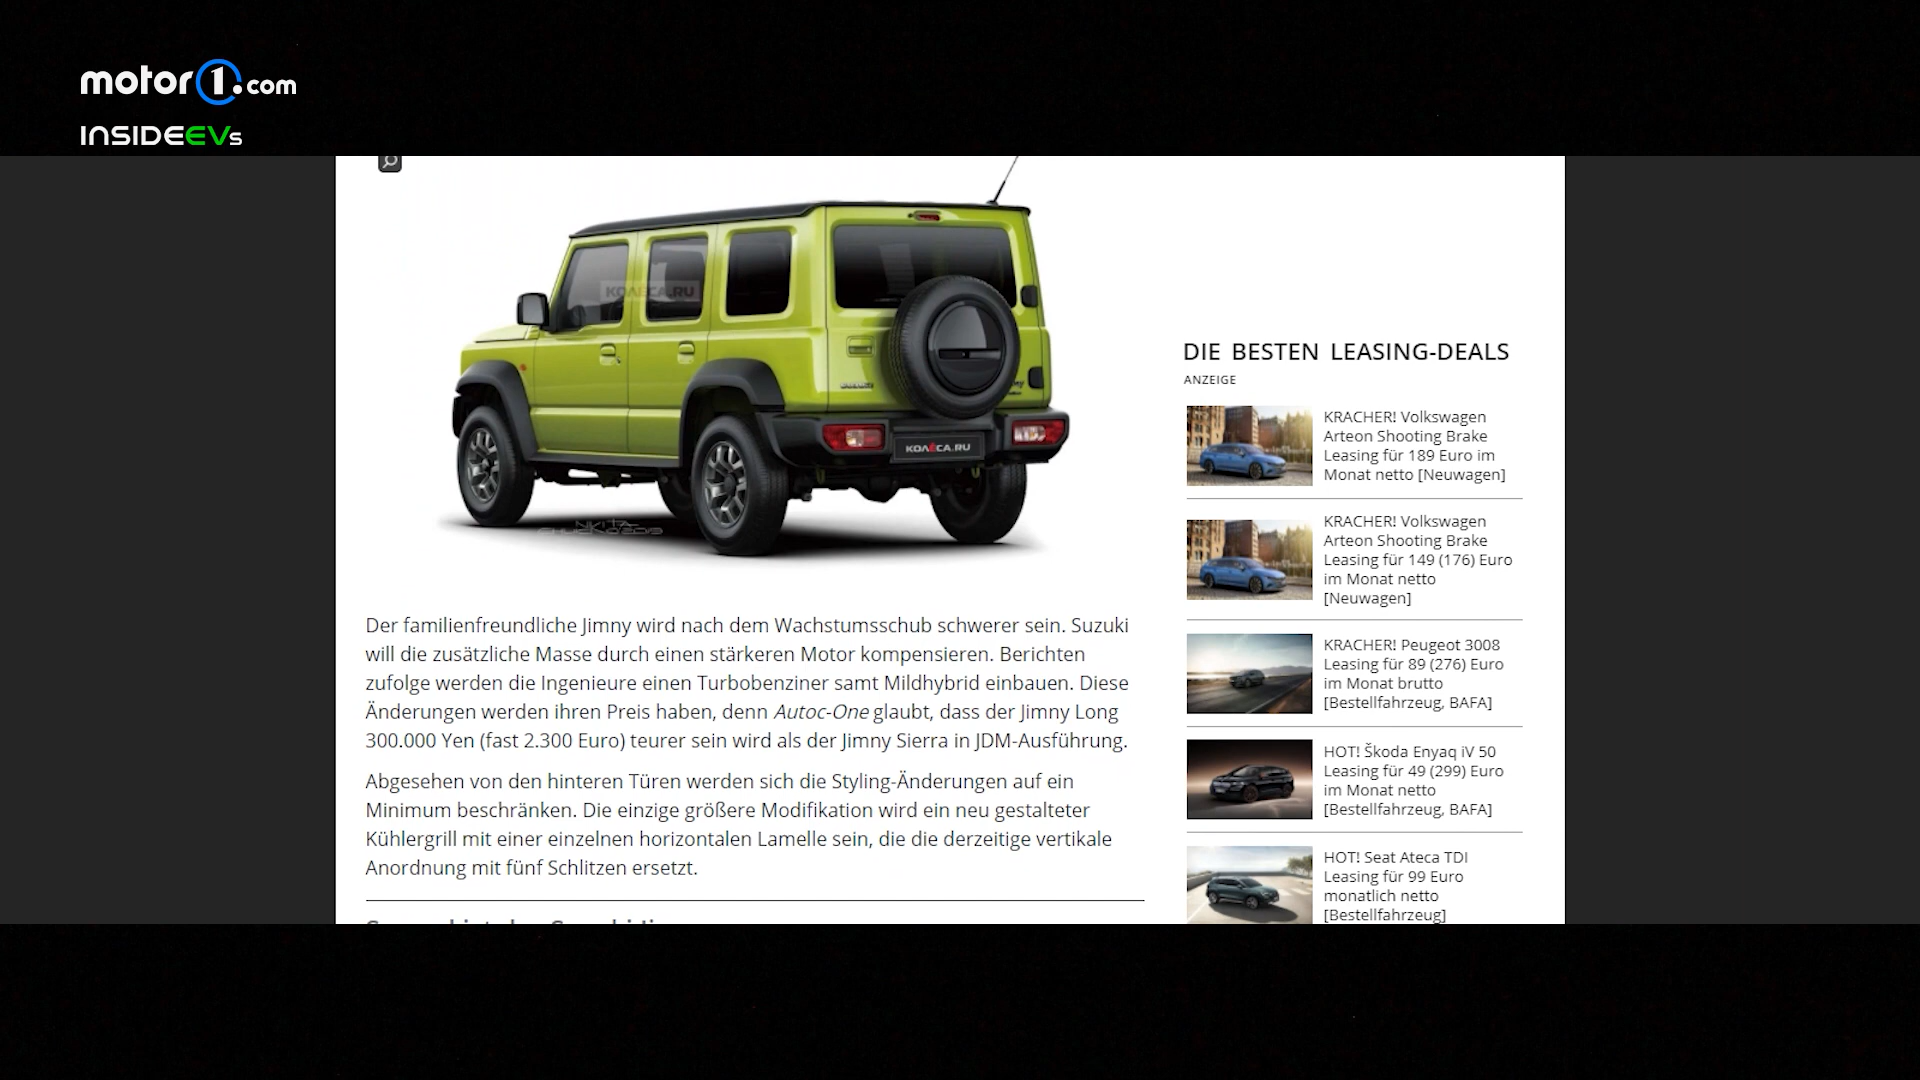 motor1.com
INSIDEEVs
КОЛЕСА.RU
КОЛЕСА.RU
Der familienfreundliche Jimny wird nach dem Wachstumsschub schwerer sein. Suzuki
will die zusätzliche Masse durch einen stärkeren Motor kompensieren. Berichten
zufolge werden die Ingenieure einen Turbobenziner samt Mildhybrid einbauen. Diese
Änderungen werden ihren Preis haben, denn Autoc-One glaubt, dass der Jimny Long
300.000 Yen (fast 2.300 Euro) teurer sein wird als der Jimny Sierra in JDM-Ausführung.
Abgesehen von den hinteren Türen werden sich die Styling-Änderungen auf ein
Minimum beschränken. Die einzige größere Modifikation wird ein neu gestalteter
Kühlergrill mit einer einzelnen horizontalen Lamelle sein, die die derzeitige vertikale
Anordnung mit fünf Schlitzen ersetzt.
DIE BESTEN LEASING-DEALS
ANZEIGE
KRACHER! Volkswagen
Arteon Shooting Brake
Leasing für 189 Euro im
Monat netto [Neuwagen]
KRACHER! Volkswagen
Arteon Shooting Brake
Leasing für 149 (176) Euro
im Monat netto
[Neuwagen]
KRACHER! Peugeot 3008
Leasing für 89 (276) Euro
im Monat brutto
[Bestellfahrzeug, BAFA]
HOT! Škoda Enyaq iV 50
Leasing für 49 (299) Euro
im Monat netto
[Bestellfahrzeug, BAFA]
HOT! Seat Ateca TDI
Leasing für 99 Euro
monatlich netto
[Bestellfahrzeug]